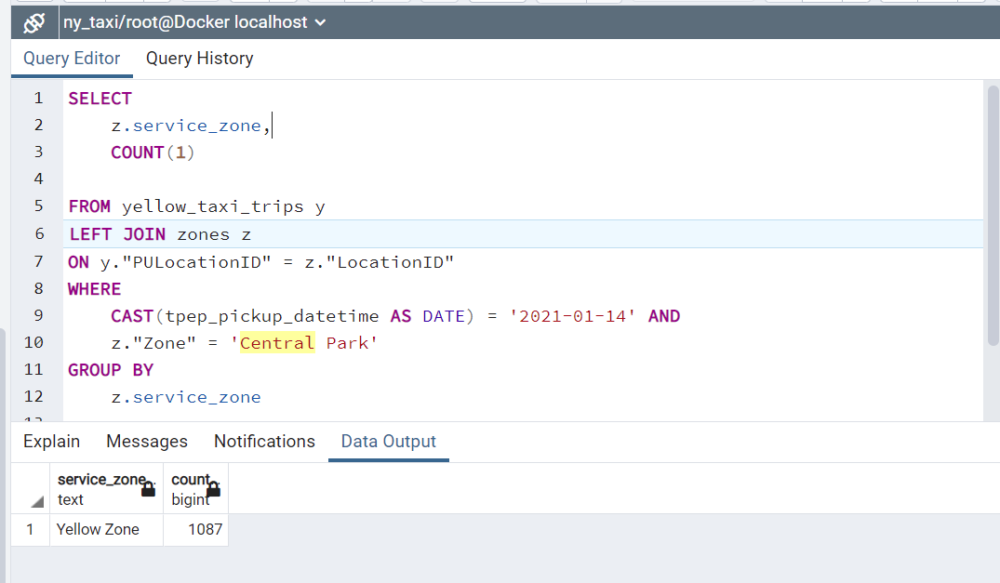 ny_taxi/root@Docker localhost
Query Editor Query History
1 SELECT
2 z.service_zone,
3 COUNT(1)
4
5 FROM yellow_taxi_trips y
6 LEFT JOIN zones z
7 ON y."PULocationID" = z."LocationID"
8 WHERE
9 CAST(tpep_pickup_datetime AS DATE) = '2021-01-14' AND
10 z."Zone" = 'Central Park'
11 GROUP BY
12 z.service_zone
Explain Messages Notifications Data Output
service_zone count
text bigint
1 Yellow Zone 1087